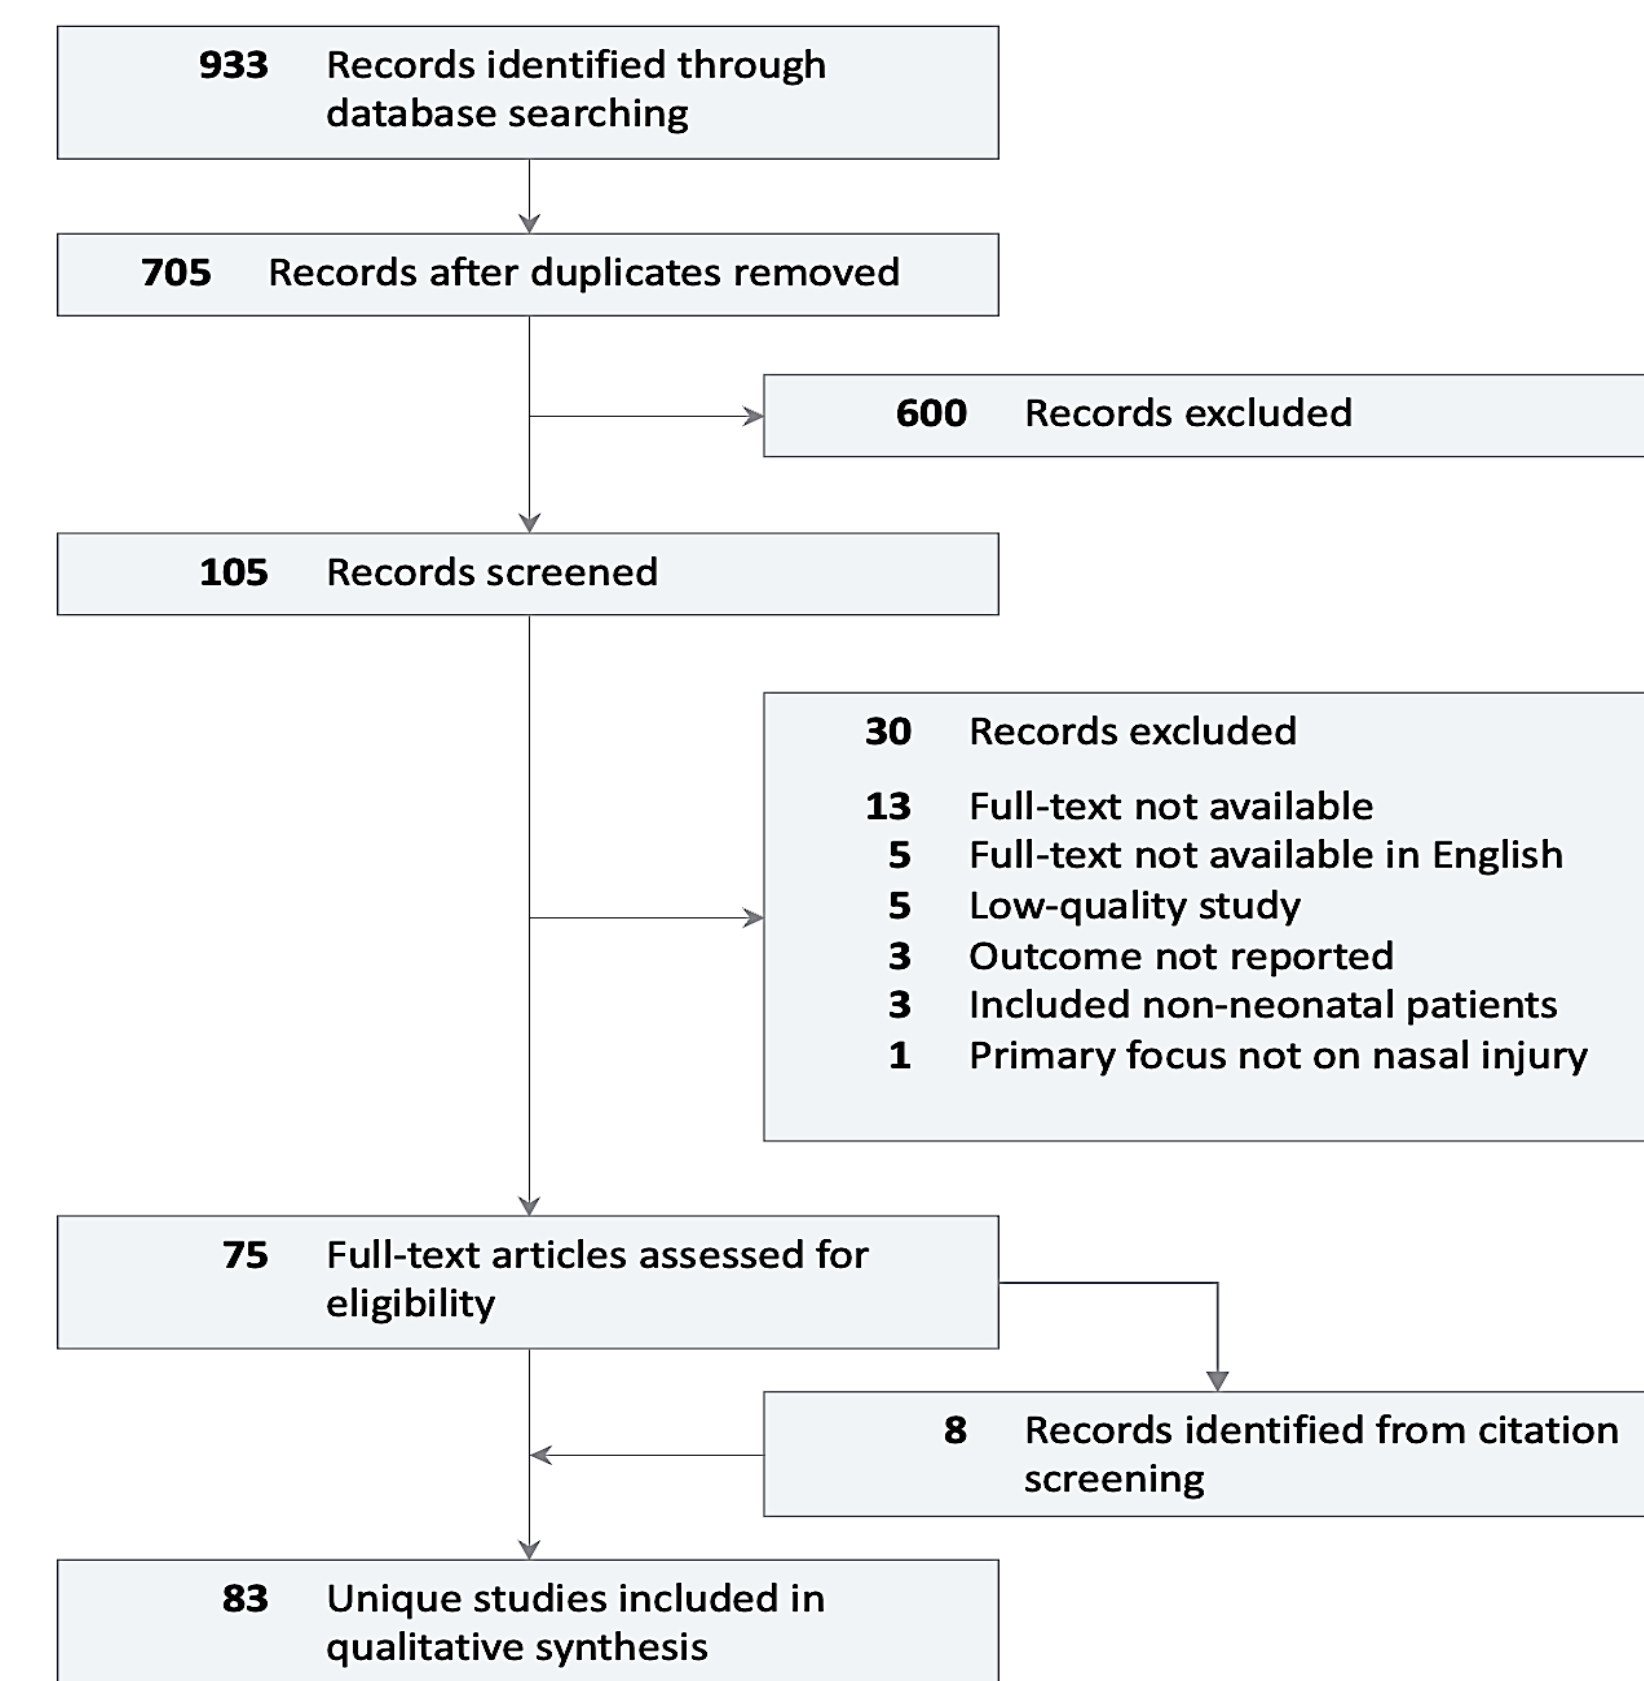 933 Records identified through
database searching
705 Records after duplicates removed
600 Records excluded
105 Records screened
30 Records excluded
13 Full-text not available
5 Full-text not available in English
5 Low-quality study
3 Outcome not reported
3 Included non-neonatal patients
1 Primary focus not on nasal injury
75 Full-text articles assessed for
eligibility
8 Records identified from citation
screening
83 Unique studies included in
qualitative synthesis